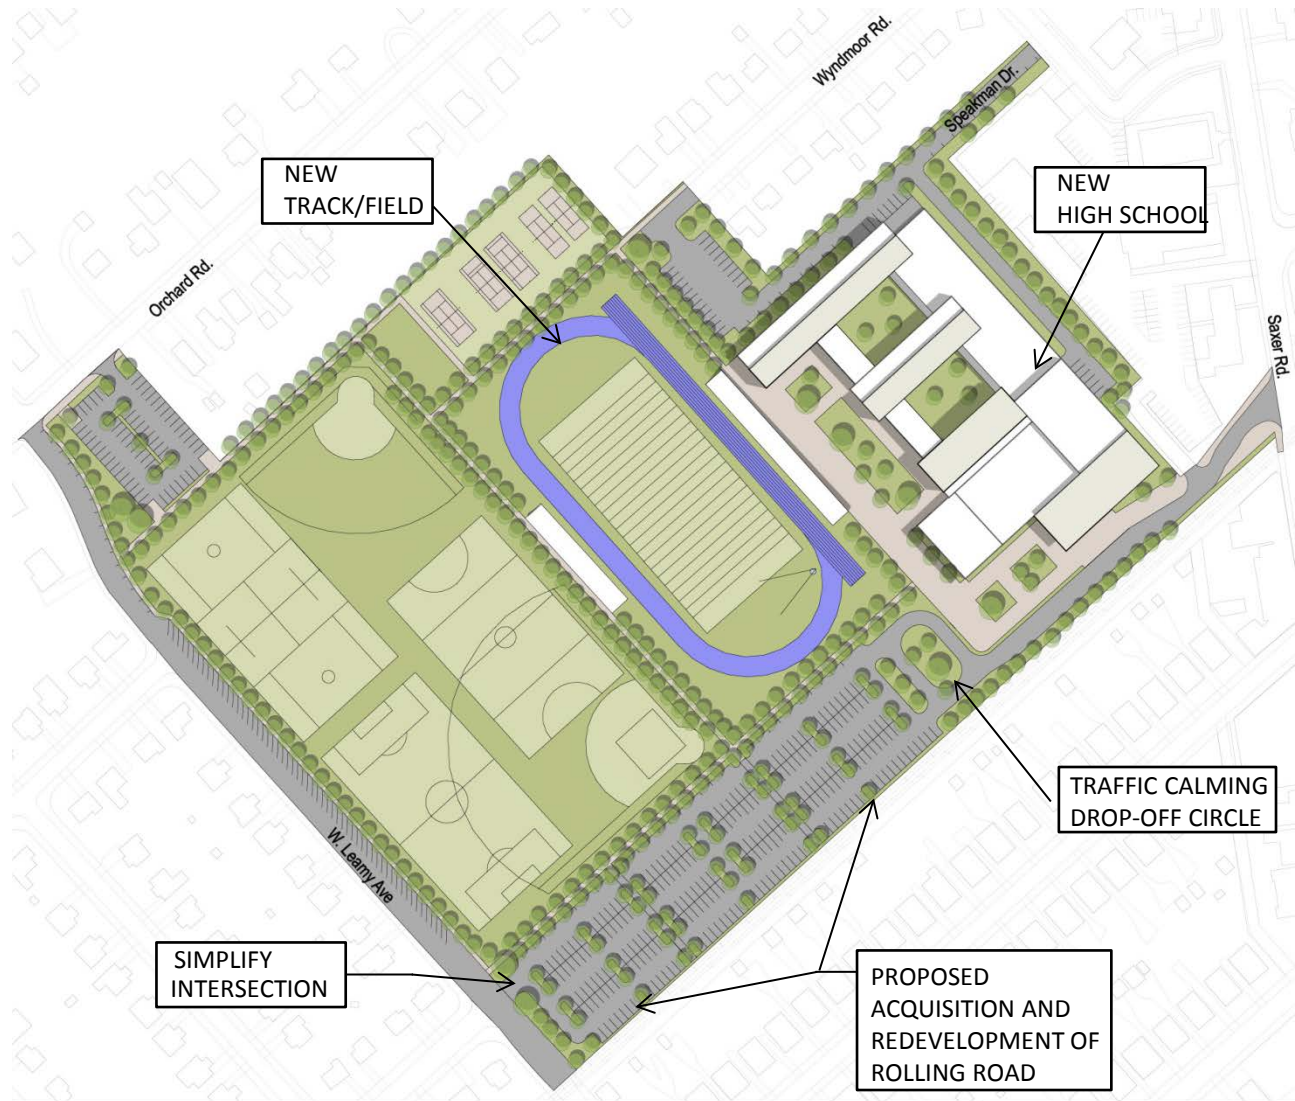 Wyndmoor Rd.
Speakman Dr.
NEW
TRACK/FIELD
NEW
HIGH SCHOOL
Orchard Rd.
Saxer Rd.
TRAFFIC CALMING
DROP-OFF CIRCLE
W. Leamy Ave
SIMPLIFY
INTERSECTION
PROPOSED
ACQUISITION AND
REDEVELOPMENT OF
ROLLING ROAD